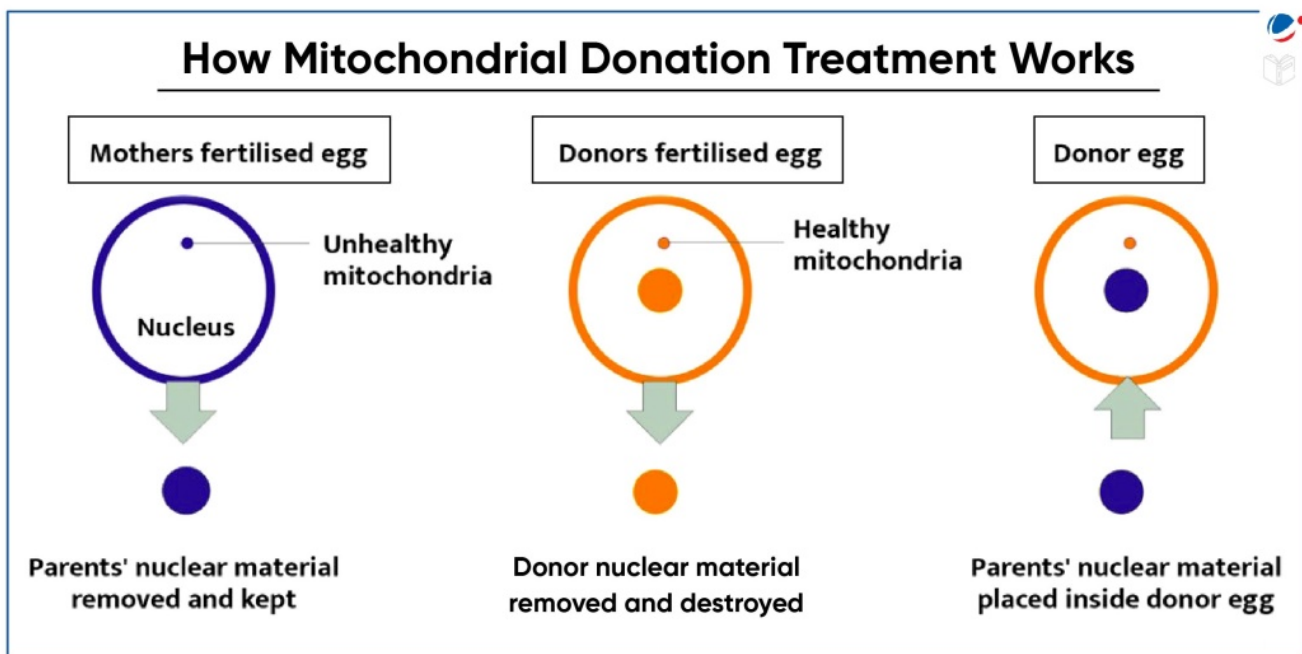 How Mitochondrial Donation Treatment Works
Mothers fertilised egg
Unhealthy
mitochondria
Nucleus
Parents' nuclear material
removed and kept
Donors fertilised egg
Healthy
mitochondria
Donor nuclear material
removed and destroyed
Donor egg
Parents' nuclear material
placed inside donor egg